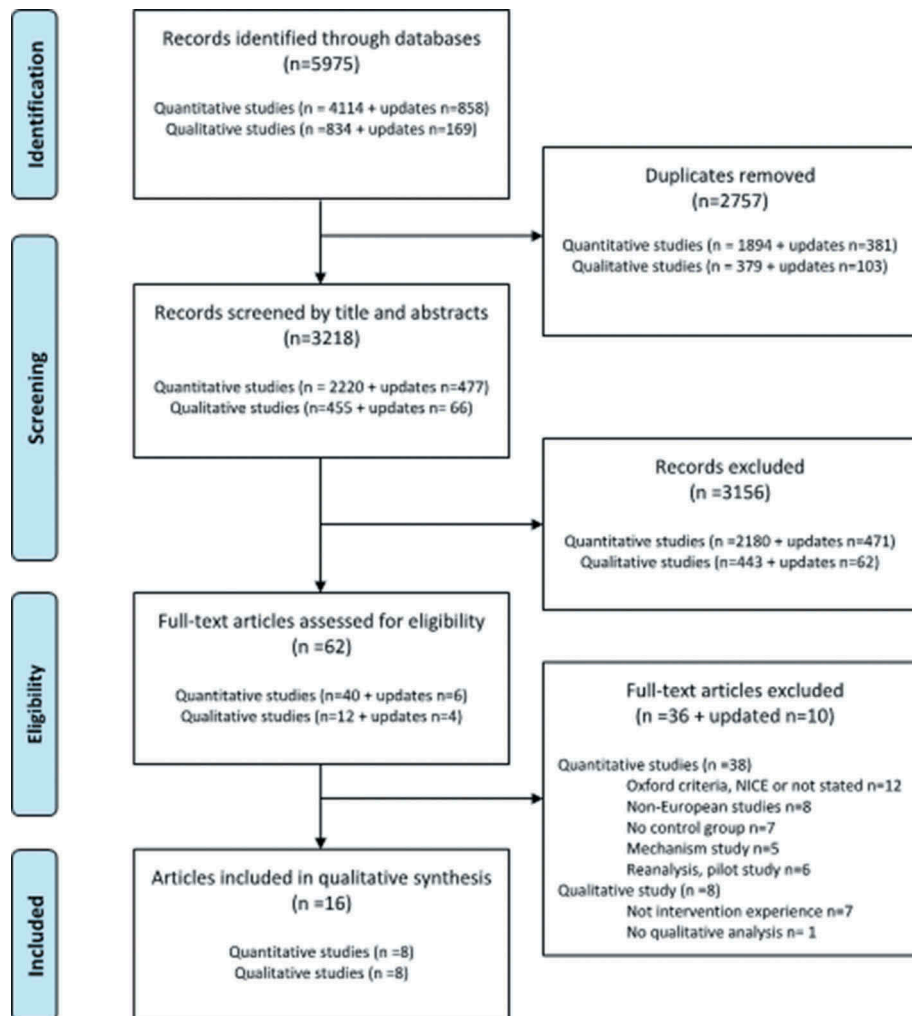 Identification
Records identified through databases
(n=5975)
Quantitative studies (n = 4114 + updates n=858)
Qualitative studies (n =834 + updates n=169)
Duplicates removed
(n=2757)
Quantitative studies (n = 1894 + updates n=381)
Qualitative studies (n = 379 + updates n=103)
Screening
Records screened by title and abstracts
(n=3218)
Quantitative studies (n = 2220 + updates n=477)
Qualitative studies (n=455 + updates n= 66)
Records excluded
(n =3156)
Quantitative studies (n =2180 + updates n=471)
Qualitative studies (n=443 + updates n=62)
Eligibility
Full-text articles assessed for eligibility
(n =62)
Quantitative studies (n=40 + updates n=6)
Qualitative studies (n=12 + updates n=4)
Full-text articles excluded
(n =36 + updated n=10)
Quantitative studies (n =38)
Oxford criteria, NICE or not stated n=12
Non-European studies n=8
No control group n=7
Mechanism study n=5
Reanalysis, pilot study n=6
Qualitative study (n =8)
Not intervention experience n=7
No qualitative analysis n= 1
Included
Articles included in qualitative synthesis
(n =16)
Quantitative studies (n =8)
Qualitative studies (n =8)